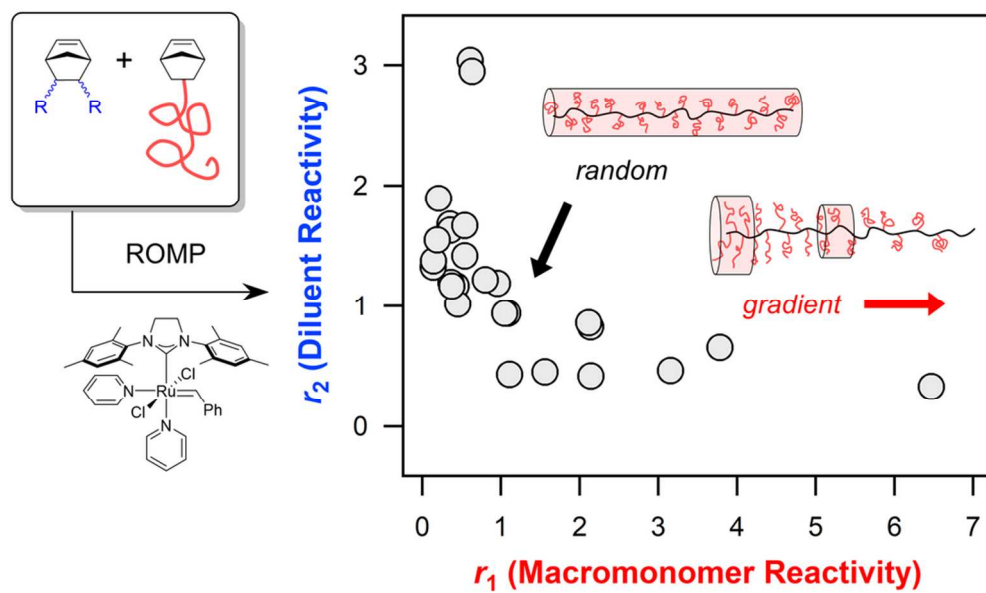 +
R R
ROMP
N N
Cl
N Ru
Cl Ph
N
r₂ (Diluent Reactivity)
3
2
1
0
random
gradient
0 1 2 3 4 5 6 7
r₁ (Macromonomer Reactivity)